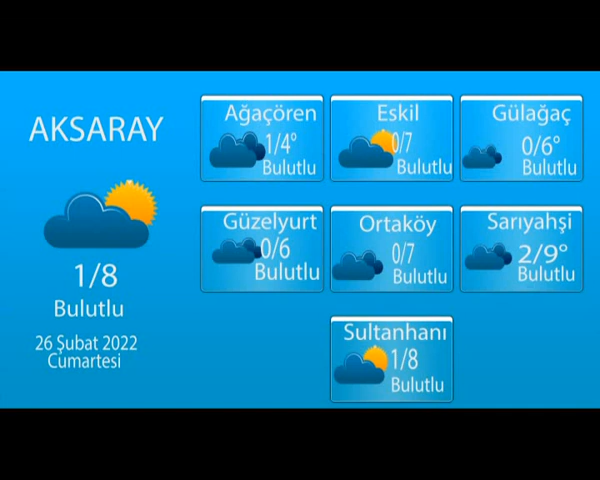 AKSARAY
1/8
Bulutlu
26 Şubat 2022
Cumartesi
Ağaçören
1/4°
Bulutlu
Eskil
0/7
Bulutlu
Gülağaç
0/6°
Bulutlu
Güzelyurt
0/6
Bulutlu
Ortaköy
0/7
Bulutlu
Sarıyahşi
2/9°
Bulutlu
Sultanhanı
1/8
Bulutlu